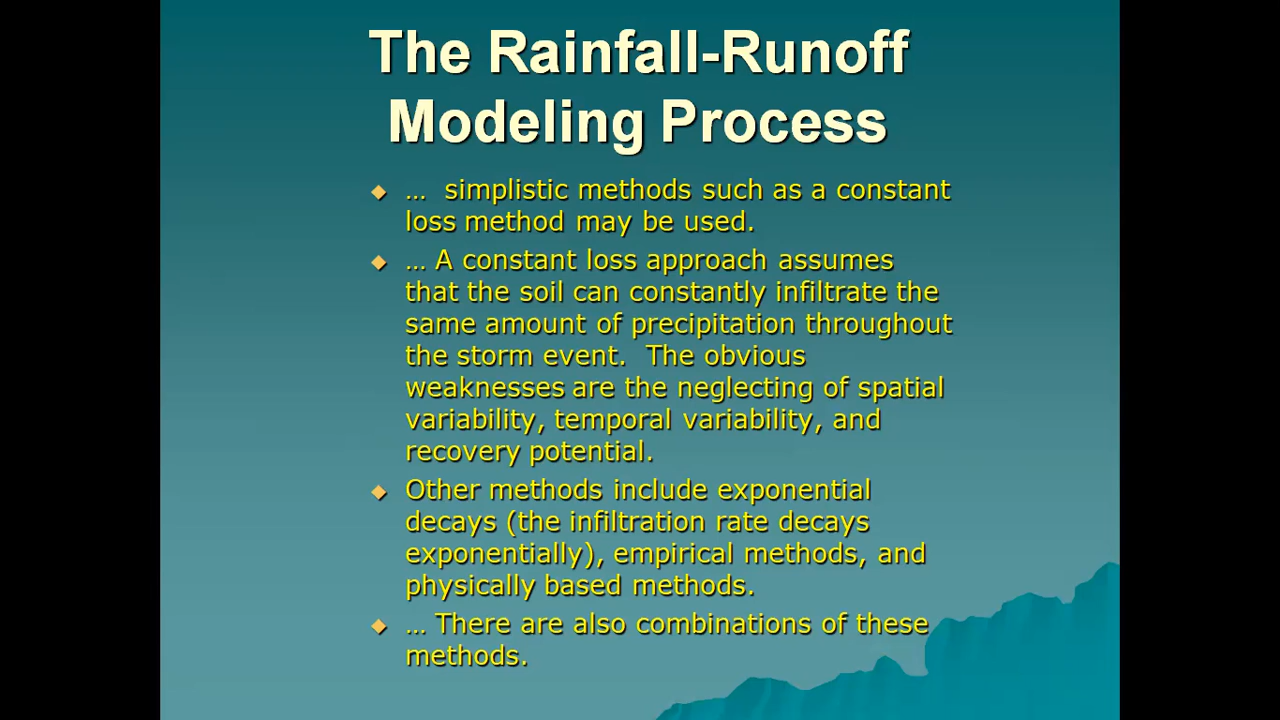 The Rainfall-Runoff
Modeling Process
… simplistic methods such as a constant
loss method may be used.
… A constant loss approach assumes
that the soil can constantly infiltrate the
same amount of precipitation throughout
the storm event. The obvious
weaknesses are the neglecting of spatial
variability, temporal variability, and
recovery potential.
Other methods include exponential
decays (the infiltration rate decays
exponentially), empirical methods, and
physically based methods.
… There are also combinations of these
methods.